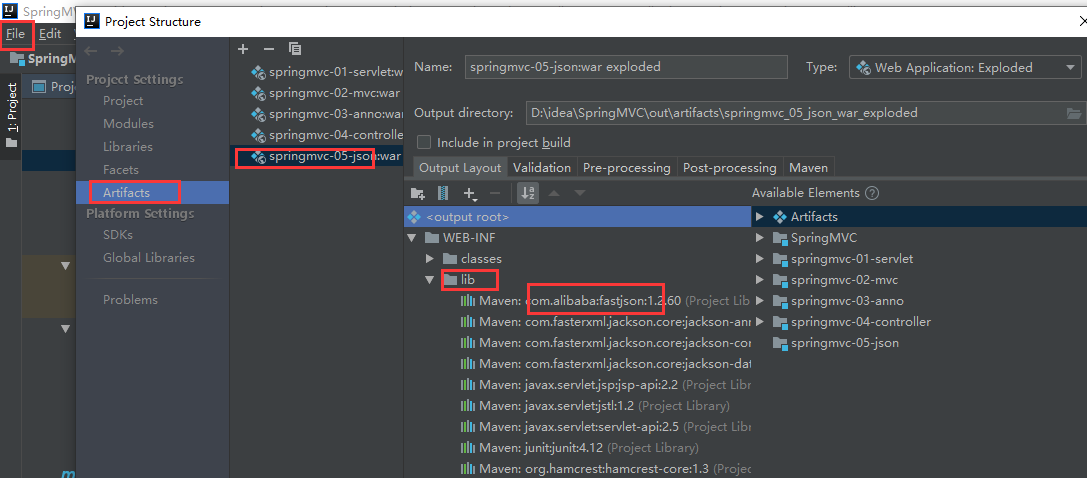 SpringM
Project Structure
File Edit
SpringM
Proj
1: Project
Project Settings
Project
Modules
Libraries
Facets
Artifacts
Platform Settings
SDKs
Global Libraries
Problems
springmvc-01-servlet:w
springmvc-02-mvc:war
springmvc-03-anno:war
springmvc-04-controlle
springmvc-05-json:war
Name: springmvc-05-json:war exploded Type: Web Application: Exploded
Output directory: D:\idea\SpringMVC\out\artifacts\springmvc_05_json_war_exploded
Include in project build
Output Layout Validation Pre-processing Post-processing Maven
<output root>
WEB-INF
classes
lib
Maven: com.alibaba:fastjson:1.2.60 (Project Lib
Maven: com.fasterxml.jackson.core:jackson-ann
Maven: com.fasterxml.jackson.core:jackson-cor
Maven: com.fasterxml.jackson.core:jackson-dat
Maven: javax.servlet.jsp:jsp-api:2.2 (Project Libr
Maven: javax.servlet:jstl:1.2 (Project Library)
Maven: javax.servlet:servlet-api:2.5 (Project Libr
Maven: junit:junit:4.12 (Project Library)
Maven: org.hamcrest:hamcrest-core:1.3 (Projec
Available Elements ?
Artifacts
SpringMVC
springmvc-01-servlet
springmvc-02-mvc
springmvc-03-anno
springmvc-04-controller
springmvc-05-json